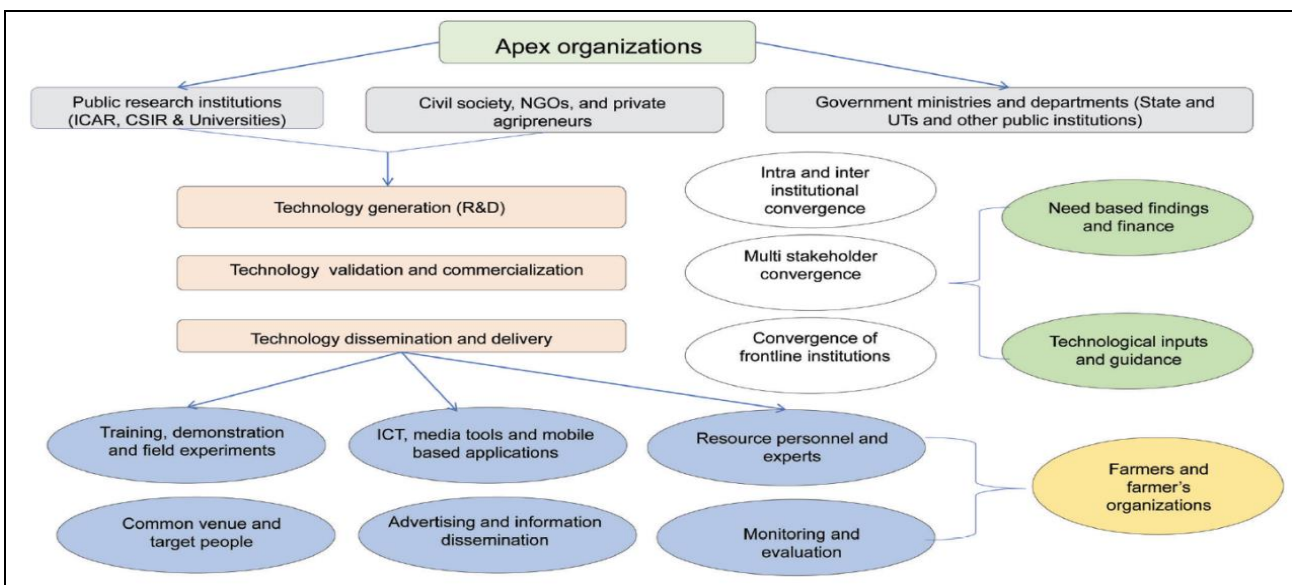 Apex organizations
Public research institutions
(ICAR, CSIR & Universities)
Civil society, NGOs, and private
agripreneurs
Government ministries and departments (State and
UTs and other public institutions)
Technology generation (R&D)
Technology validation and commercialization
Technology dissemination and delivery
Intra and inter
institutional
convergence
Multi stakeholder
convergence
Convergence of
frontline institutions
Need based findings
and finance
Technological inputs
and guidance
Training, demonstration
and field experiments
ICT, media tools and mobile
based applications
Resource personnel and
experts
Common venue and
target people
Advertising and information
dissemination
Monitoring and
evaluation
Farmers and
farmer's
organizations